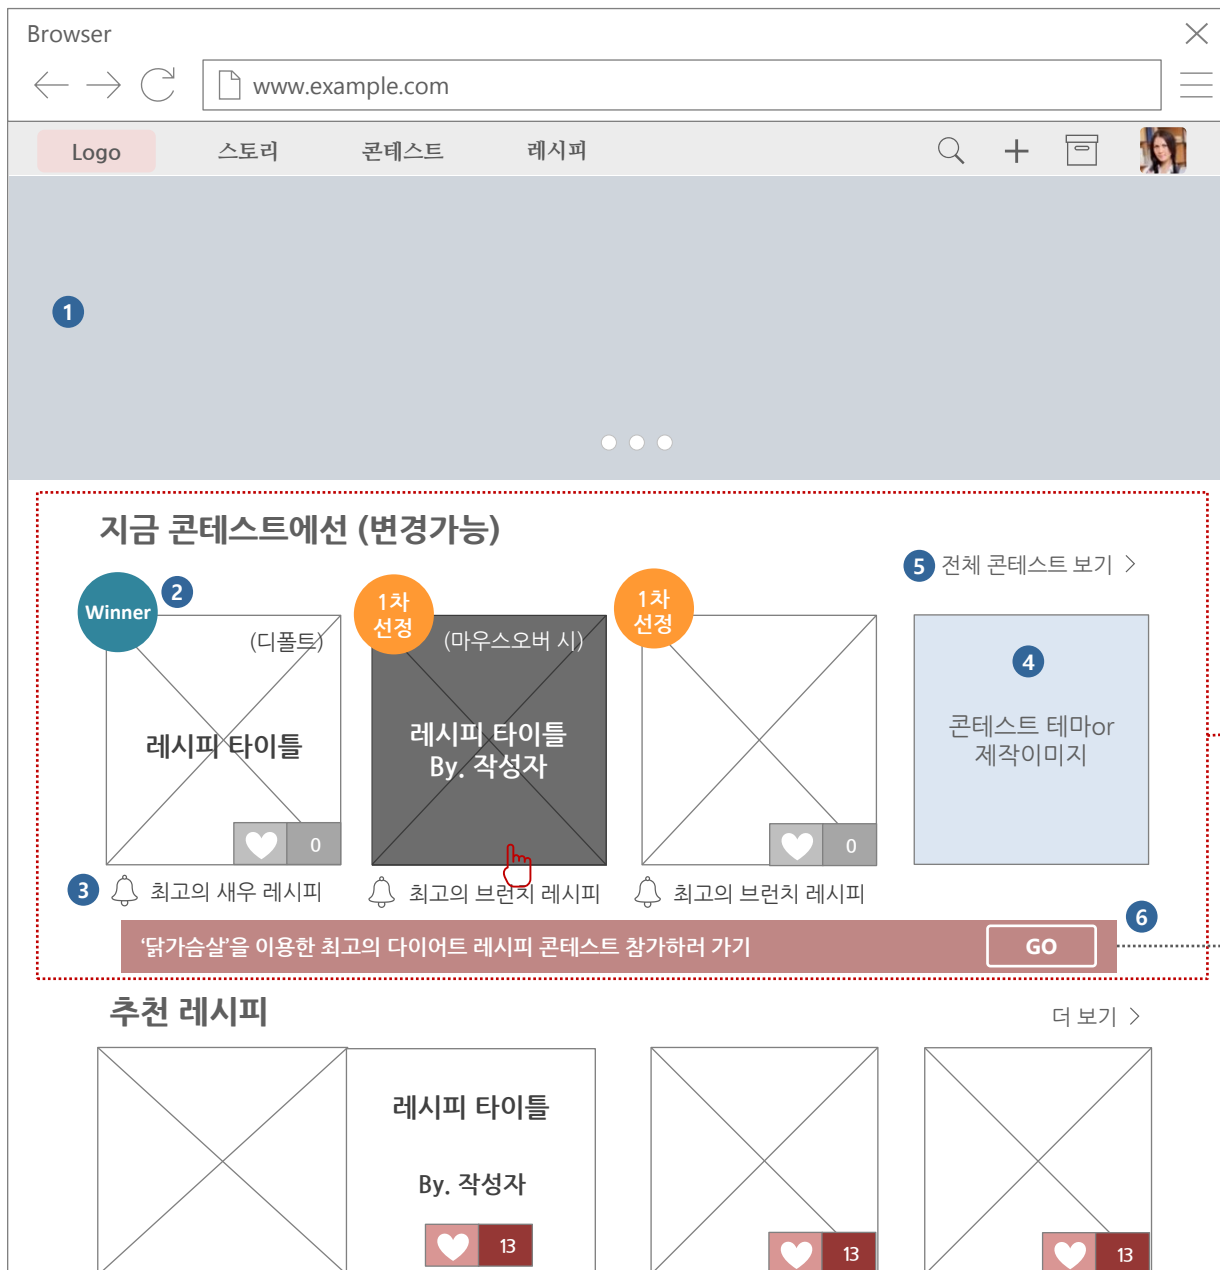 Browser
www.example.com
Logo
스토리
콘테스트
레시피
1
지금 콘테스트에선 (변경가능)
5 전체 콘테스트 보기 >
Winner
2
(디폴트)
레시피 타이틀
0
1차
선정
(마우스오버 시)
레시피 타이틀
By. 작성자
1차
선정
0
4
콘테스트 테마or
제작이미지
3 최고의 새우 레시피
최고의 브런치 레시피
최고의 브런치 레시피
6
‘닭가슴살’을 이용한 최고의 다이어트 레시피 콘테스트 참가하러 가기
GO
추천 레시피
더 보기 >
레시피 타이틀
By. 작성자
13
13
13